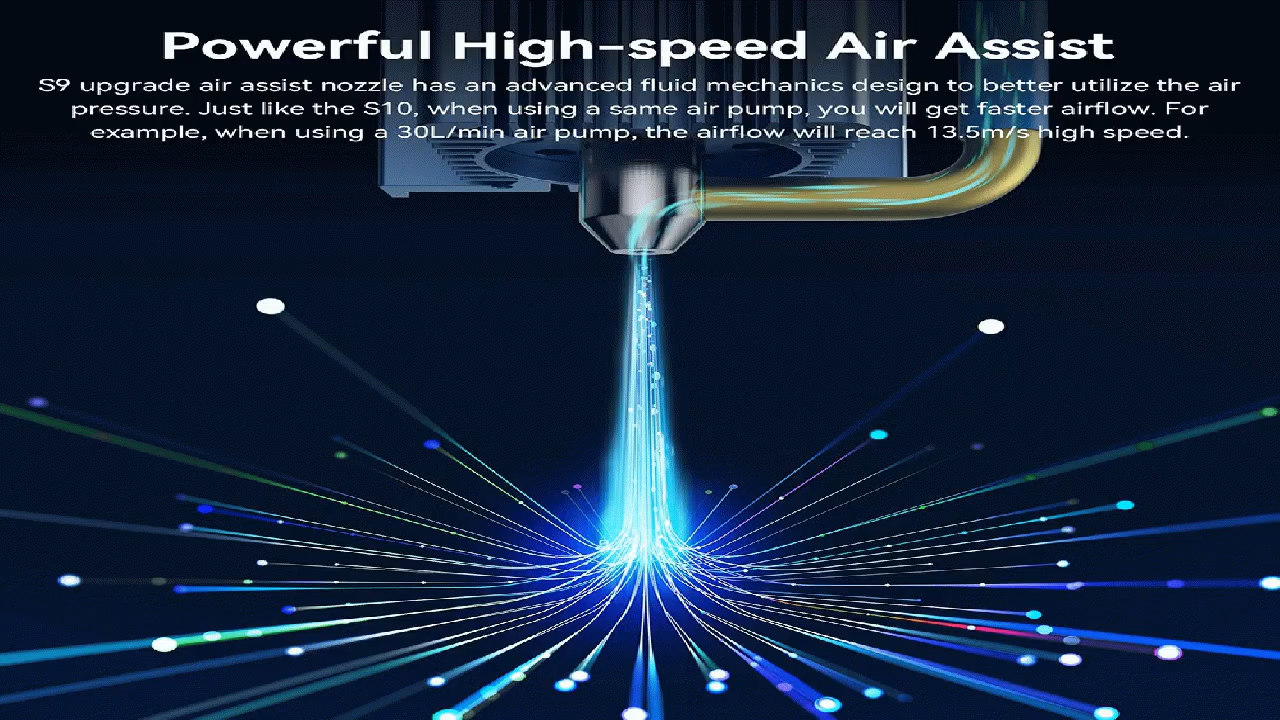 Powerful High-speed Air Assist
S9 upgrade air assist nozzle has an advanced fluid mechanics design to better utilize the air
pressure. Just like the S10, when using a same air pump, you will get faster airflow. For
example, when using a 30L/min air pump, the airflow will reach 13.5m/s high speed.